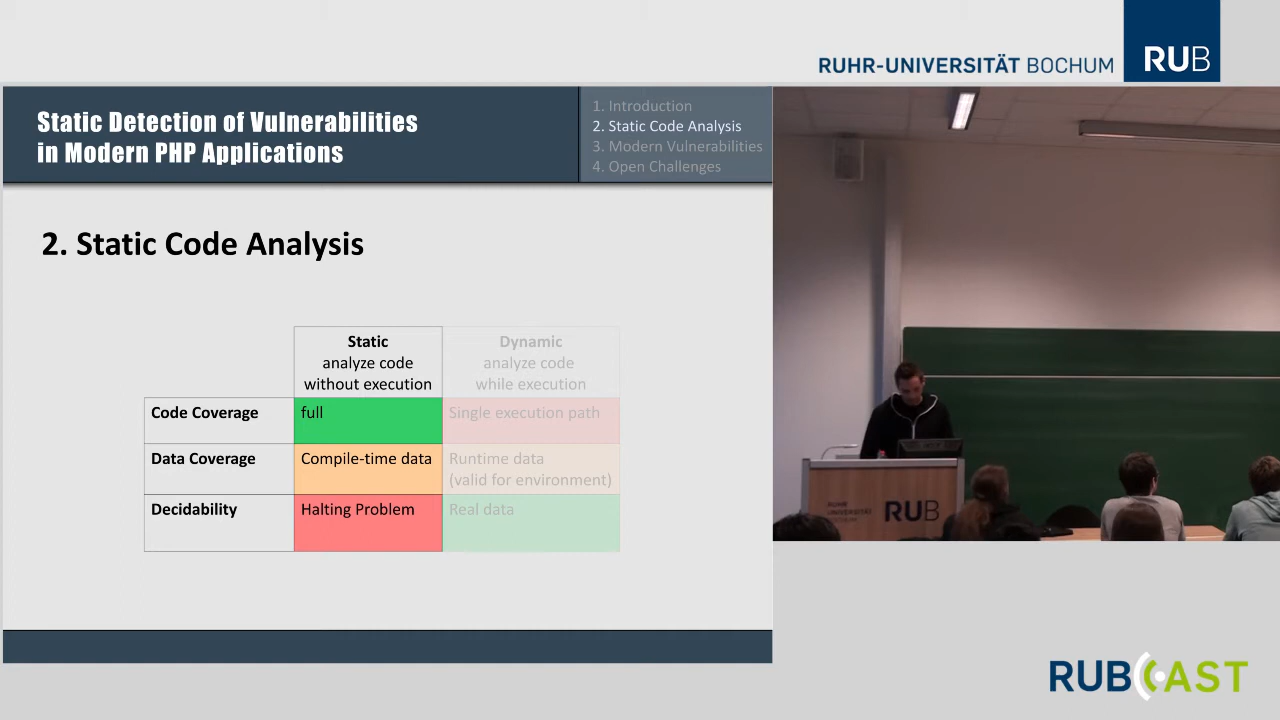 RUHR-UNIVERSITÄT BOCHUM
RUB
Static Detection of Vulnerabilities
in Modern PHP Applications
1. Introduction
2. Static Code Analysis
3. Modern Vulnerabilities
4. Open Challenges
2. Static Code Analysis
Static
analyze code
without execution
Dynamic
analyze code
while execution
Code Coverage
full
Single execution path
Data Coverage
Compile-time data
Runtime data
(valid for environment)
Decidability
Halting Problem
Real data
RUHR
UNIVERSITÄT
BOCHUM
RUB
RUBCAST